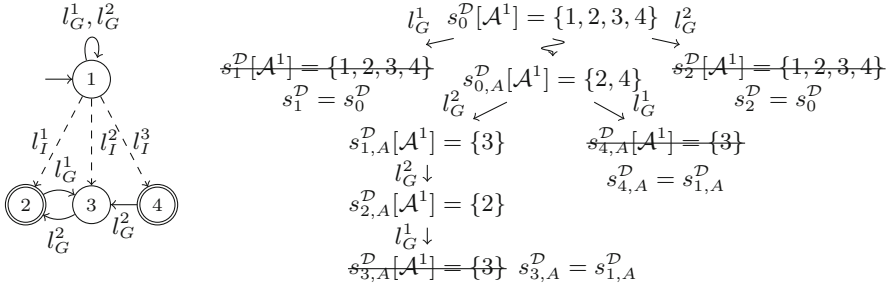 l_G^1, l_G^2
1
l_I^1 l_I^2 l_I^3
l_G^1
2 3 4
l_G^2 l_G^2
l_G^1 s_0^𝒟[𝒜^1] = {1, 2, 3, 4} l_G^2
s_1^𝒟[𝒜^1] = {1, 2, 3, 4} s_2^𝒟[𝒜^1] = {1, 2, 3, 4}
s_{0,A}^𝒟[𝒜^1] = {2, 4}
s_1^𝒟 = s_0^𝒟 s_2^𝒟 = s_0^𝒟
l_G^2 l_G^1
s_{1,A}^𝒟[𝒜^1] = {3} s_{4,A}^𝒟[𝒜^1] = {3}
l_G^2 ↓ s_{4,A}^𝒟 = s_{1,A}^𝒟
s_{2,A}^𝒟[𝒜^1] = {2}
l_G^1 ↓
s_{3,A}^𝒟[𝒜^1] = {3} s_{3,A}^𝒟 = s_{1,A}^𝒟